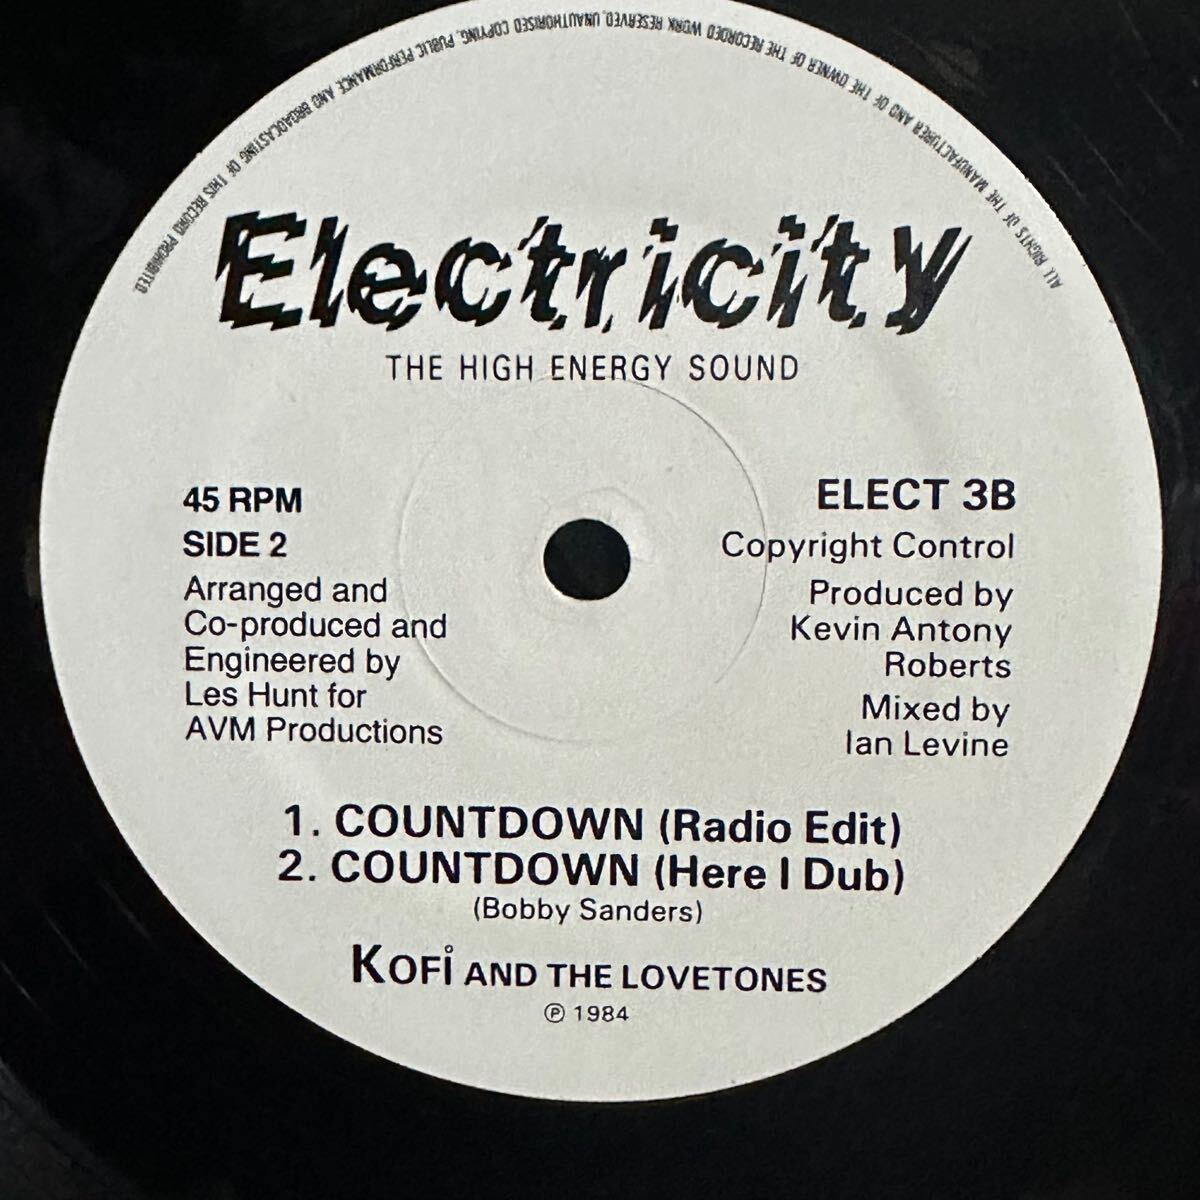 ALL RIGHTS OF THE MANUFACTURER AND OF THE OWNER OF THE RECORDED WORK RESERVED. UNAUTHORISED COPYING, PUBLIC PERFORMANCE AND BROADCASTING OF THIS RECORD PROHIBITED.
Electricity
THE HIGH ENERGY SOUND
45 RPM
SIDE 2
Arranged and
Co-produced and
Engineered by
Les Hunt for
AVM Productions
ELECT 3B
Copyright Control
Produced by
Kevin Antony
Roberts
Mixed by
Ian Levine
1. COUNTDOWN (Radio Edit)
2. COUNTDOWN (Here I Dub)
(Bobby Sanders)
KOFi AND THE LOVETONES
℗ 1984